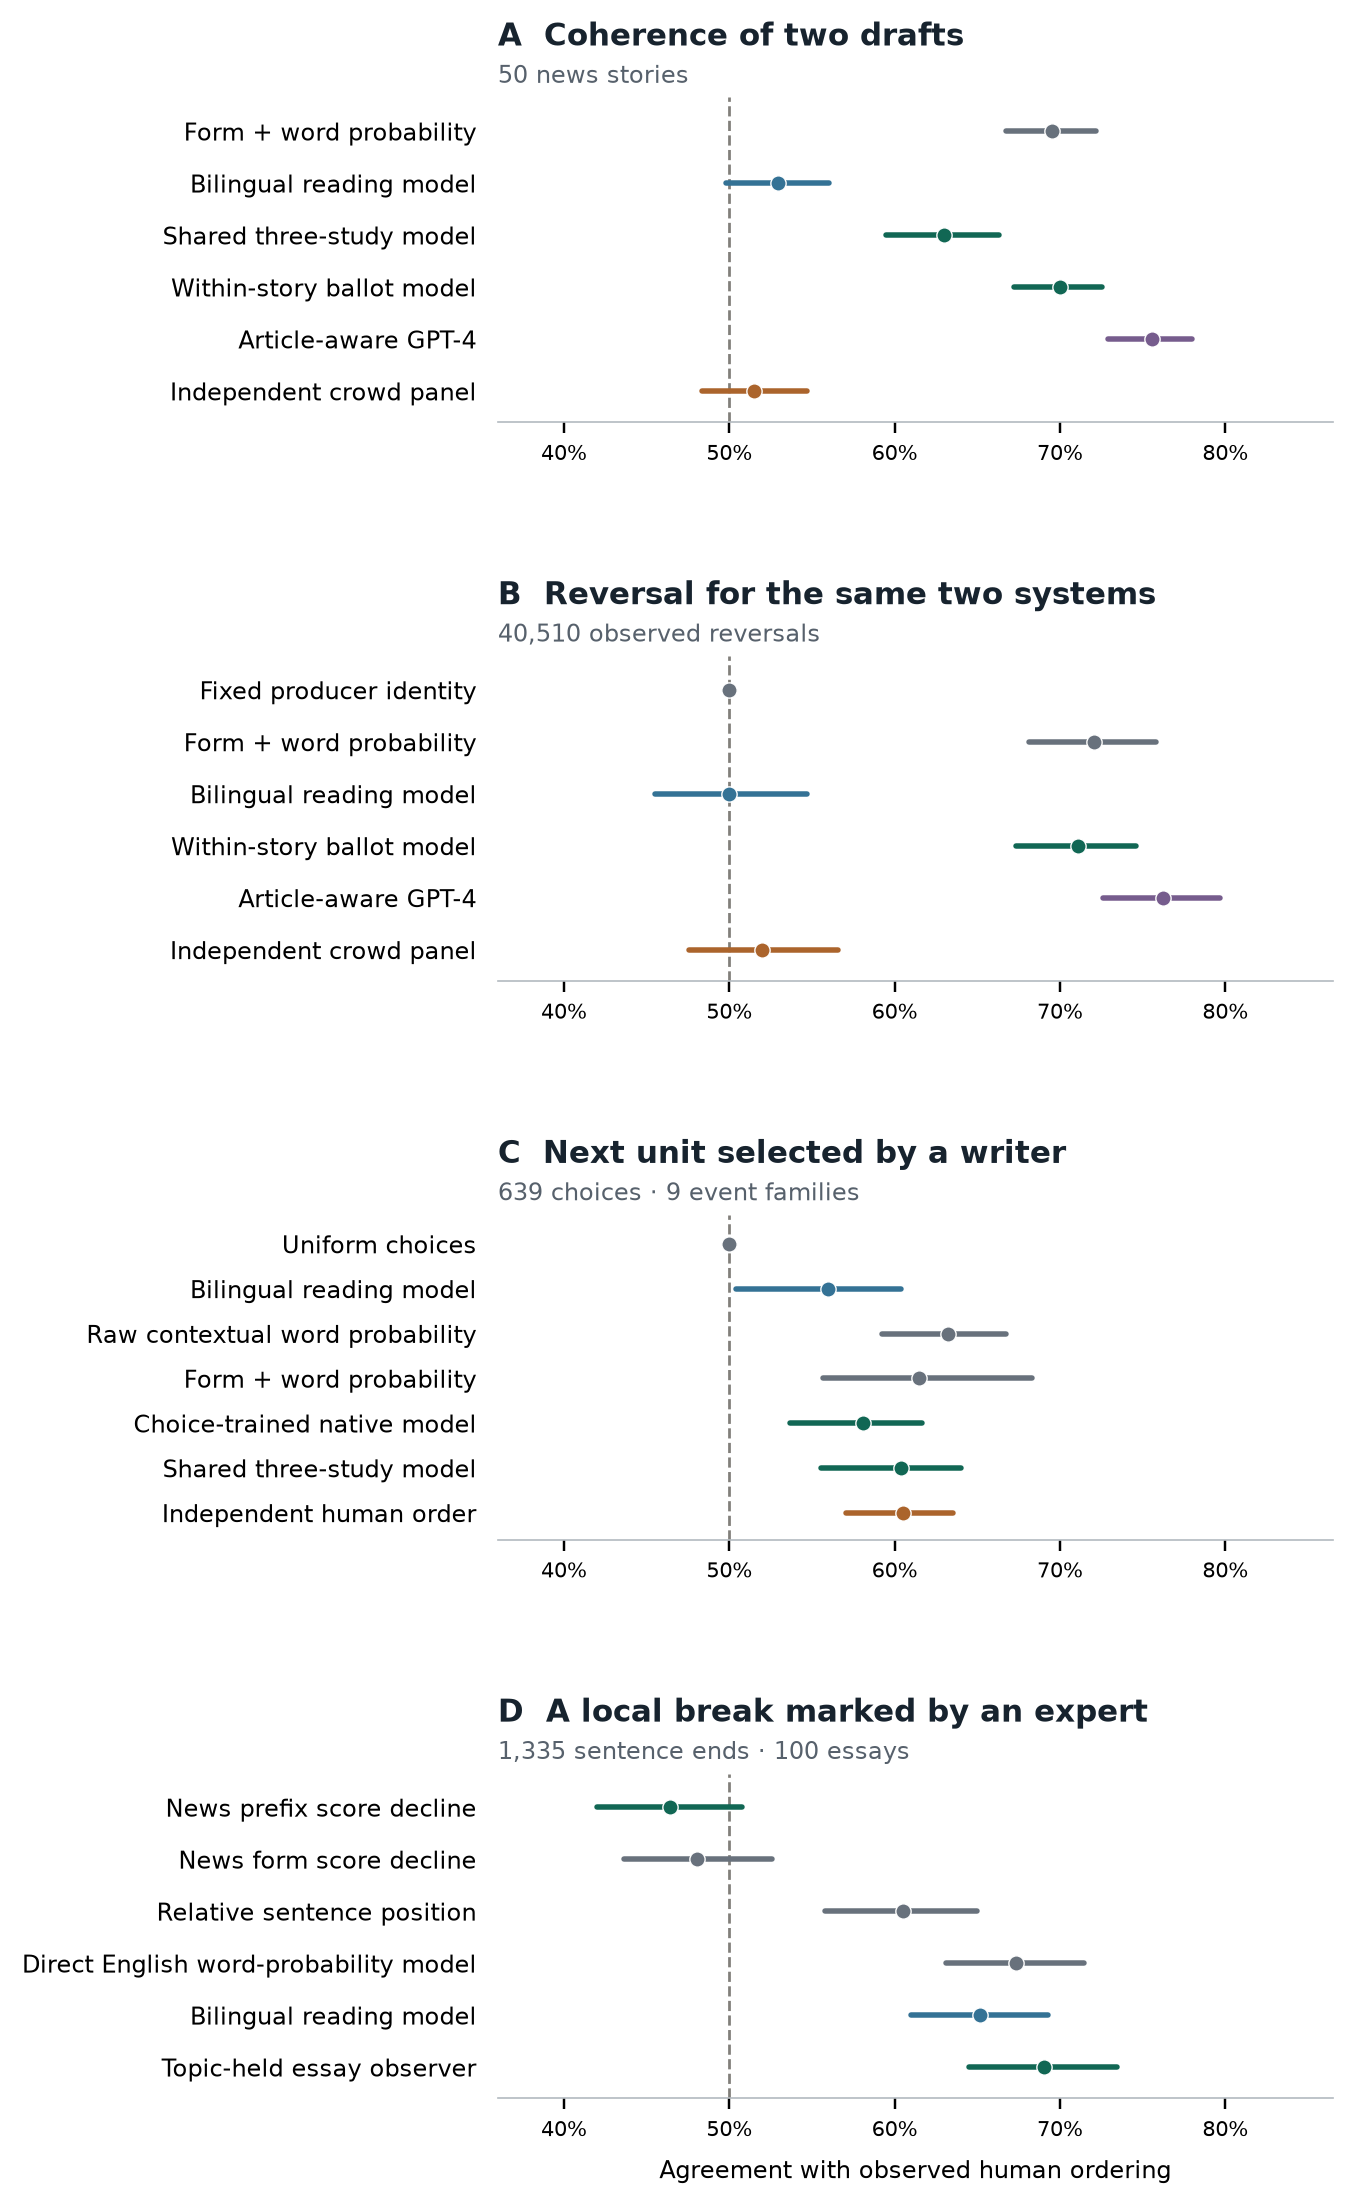 A Coherence of two drafts
50 news stories
Form + word probability
Bilingual reading model
Shared three-study model
Within-story ballot model
Article-aware GPT-4
Independent crowd panel
40% 50% 60% 70% 80%
B Reversal for the same two systems
40,510 observed reversals
Fixed producer identity
Form + word probability
Bilingual reading model
Within-story ballot model
Article-aware GPT-4
Independent crowd panel
40% 50% 60% 70% 80%
C Next unit selected by a writer
639 choices · 9 event families
Uniform choices
Bilingual reading model
Raw contextual word probability
Form + word probability
Choice-trained native model
Shared three-study model
Independent human order
40% 50% 60% 70% 80%
D A local break marked by an expert
1,335 sentence ends · 100 essays
News prefix score decline
News form score decline
Relative sentence position
Direct English word-probability model
Bilingual reading model
Topic-held essay observer
40% 50% 60% 70% 80%
Agreement with observed human ordering